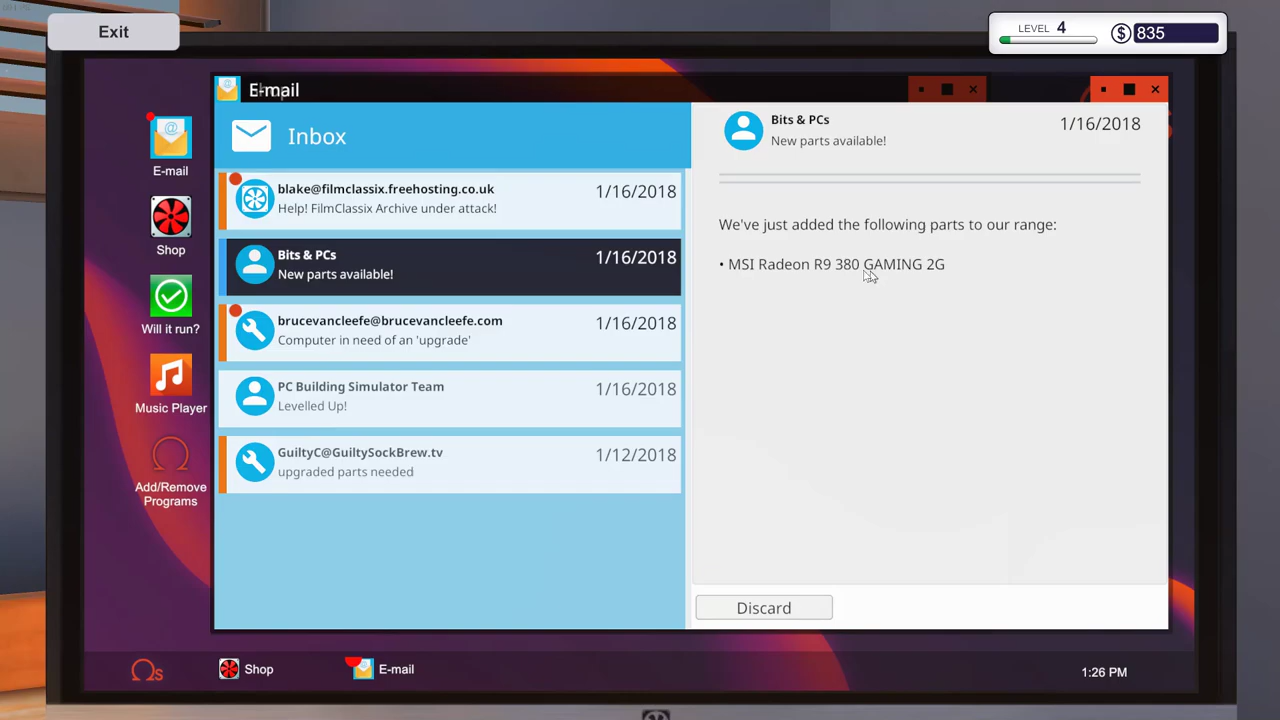 Exit
LEVEL 4
$ 835
E-mail
E-mail
Shop
Will it run?
Music Player
Add/Remove
Programs
Inbox
blake@filmclassix.freehosting.co.uk
1/16/2018
Help! FilmClassix Archive under attack!
Bits & PCs
1/16/2018
New parts available!
brucevancleefe@brucevancleefe.com
1/16/2018
Computer in need of an 'upgrade'
PC Building Simulator Team
1/16/2018
Levelled Up!
GuiltyC@GuiltySockBrew.tv
1/12/2018
upgraded parts needed
Bits & PCs
1/16/2018
New parts available!
We've just added the following parts to our range:
• MSI Radeon R9 380 GAMING 2G
Discard
Ωs
Shop
E-mail
1:26 PM